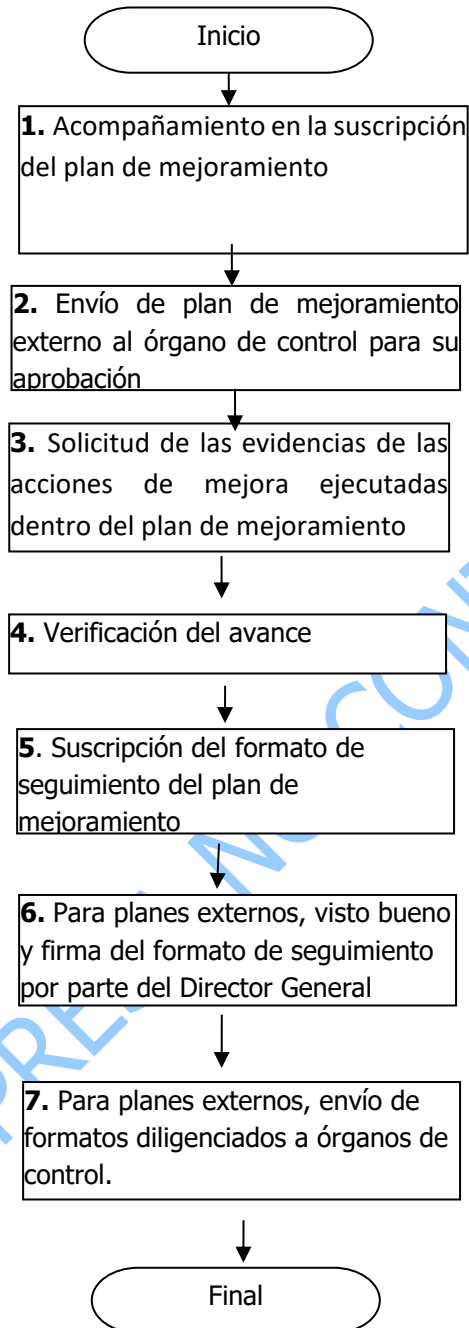 Inicio
1. Acompañamiento en la suscripción
del plan de mejoramiento
2. Envío de plan de mejoramiento
externo al órgano de control para su
aprobación
3. Solicitud de las evidencias de las
acciones de mejora ejecutadas
dentro del plan de mejoramiento
4. Verificación del avance
5. Suscripción del formato de
seguimiento del plan de
mejoramiento
6. Para planes externos, visto bueno
y firma del formato de seguimiento
por parte del Director General
7. Para planes externos, envío de
formatos diligenciados a órganos de
control.
Final